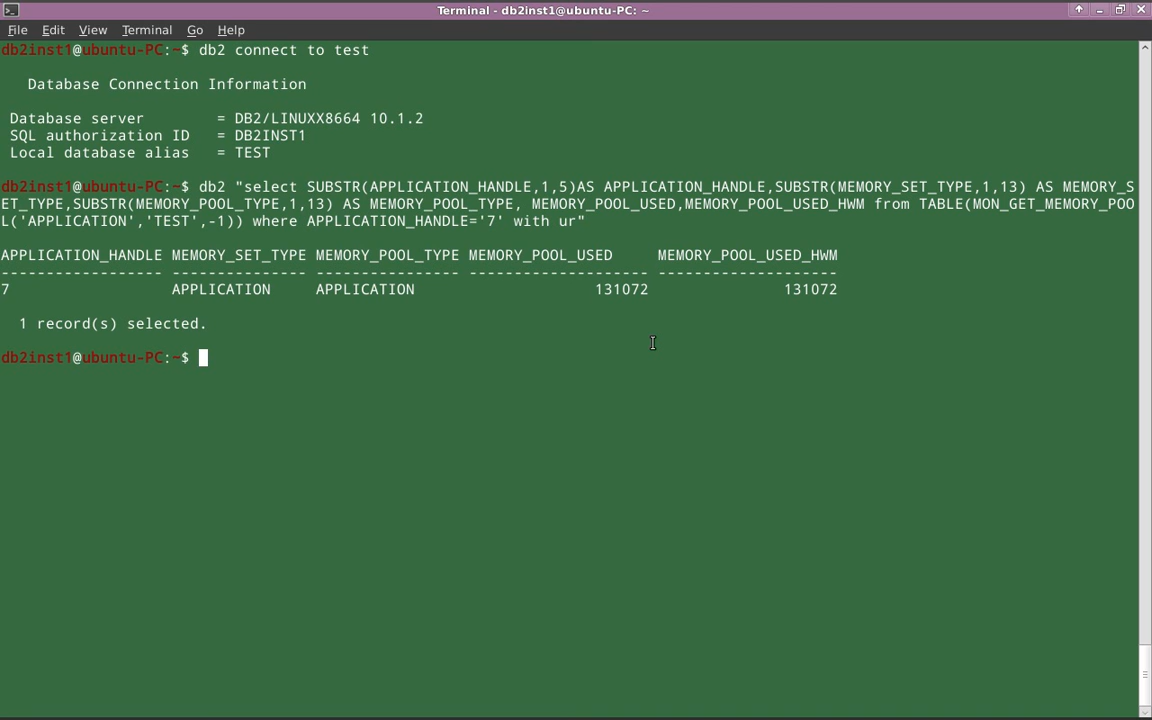 Terminal - db2inst1@ubuntu-PC: ~
File Edit View Terminal Go Help
db2inst1@ubuntu-PC:~$ db2 connect to test
Database Connection Information
Database server = DB2/LINUXX8664 10.1.2
SQL authorization ID = DB2INST1
Local database alias = TEST
db2inst1@ubuntu-PC:~$ db2 "select SUBSTR(APPLICATION_HANDLE,1,5)AS APPLICATION_HANDLE,SUBSTR(MEMORY_SET_TYPE,1,13) AS MEMORY_S
ET_TYPE,SUBSTR(MEMORY_POOL_TYPE,1,13) AS MEMORY_POOL_TYPE, MEMORY_POOL_USED,MEMORY_POOL_USED_HWM from TABLE(MON_GET_MEMORY_POO
L('APPLICATION','TEST',-1)) where APPLICATION_HANDLE='7' with ur"
APPLICATION_HANDLE MEMORY_SET_TYPE MEMORY_POOL_TYPE MEMORY_POOL_USED     MEMORY_POOL_USED_HWM
------------------ --------------- ---------------- -------------------- --------------------
7                  APPLICATION     APPLICATION                    131072               131072
1 record(s) selected.
db2inst1@ubuntu-PC:~$